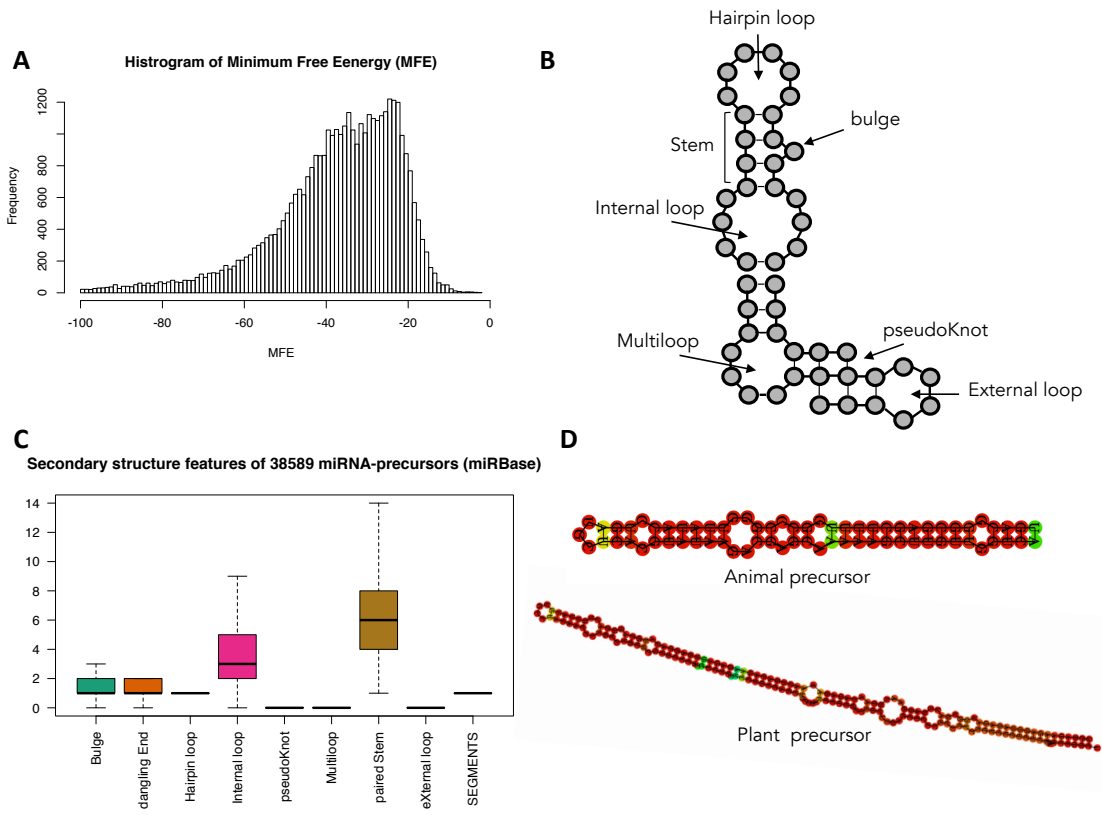 A
Histrogram of Minimum Free Eenergy (MFE)
Frequency
0
200
400
600
800
1200
-100
-80
-60
-40
-20
0
MFE
B
Hairpin loop
bulge
Stem
Internal loop
pseudoKnot
Multiloop
External loop
C
Secondary structure features of 38589 miRNA-precursors (miRBase)
14
12
10
8
6
4
2
0
Bulge
dangling End
Hairpin loop
Internal loop
pseudoKnot
Multiloop
paired Stem
eXternal loop
SEGMENTS
D
Animal precursor
Plant precursor